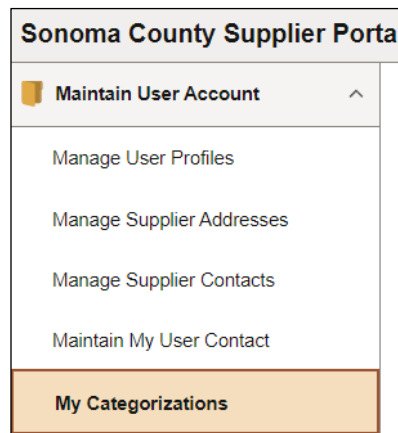 Sonoma County Supplier Porta
Maintain User Account
Manage User Profiles
Manage Supplier Addresses
Manage Supplier Contacts
Maintain My User Contact
My Categorizations